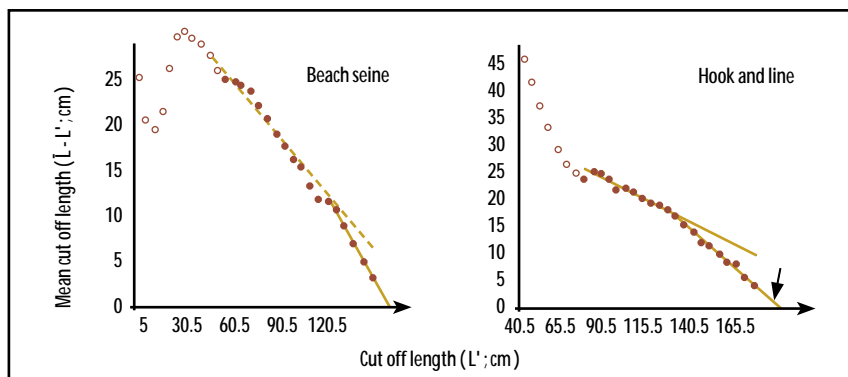 Beach seine
Mean cut off length ( L̄ - L' ; cm )
25
20
15
10
5
0
5 30.5 60.5 90.5 120.5
Hook and line
45
40
35
30
25
20
15
10
5
0
40.5 65.5 90.5 115.5 140.5 165.5
Cut off length ( L' ; cm )